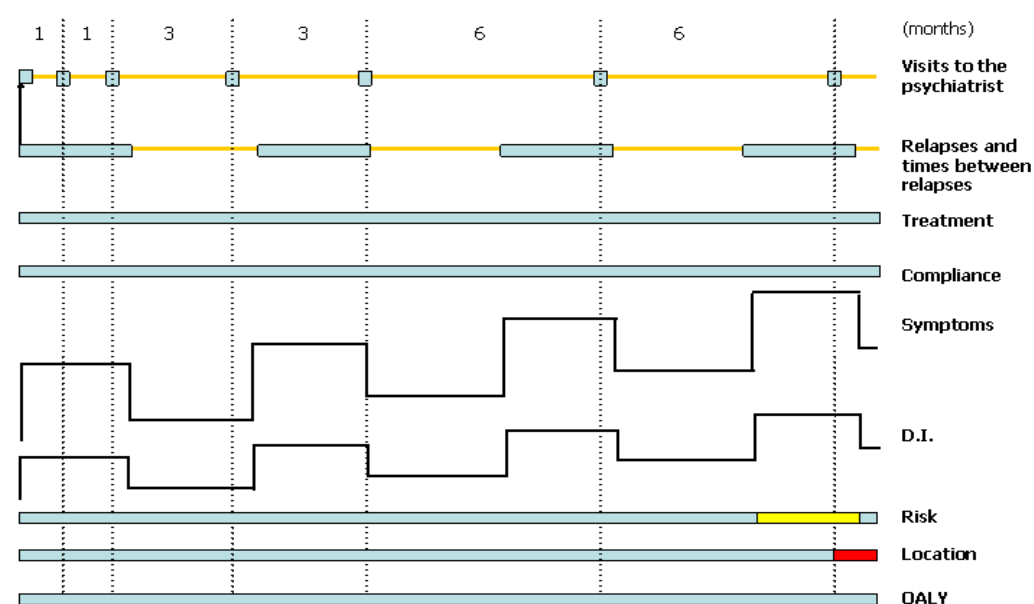 1 1 3 3 6 6 (months)
Visits to the
psychiatrist
Relapses and
times between
relapses
Treatment
Compliance
Symptoms
D.I.
Risk
Location
QALY